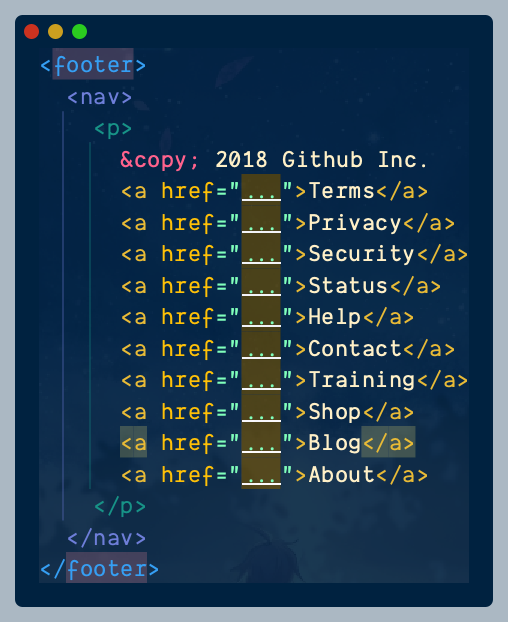 <footer>
<nav>
<p>
&copy; 2018 Github Inc.
<a href="...">Terms</a>
<a href="...">Privacy</a>
<a href="...">Security</a>
<a href="...">Status</a>
<a href="...">Help</a>
<a href="...">Contact</a>
<a href="...">Training</a>
<a href="...">Shop</a>
<a href="...">Blog</a>
<a href="...">About</a>
</p>
</nav>
</footer>